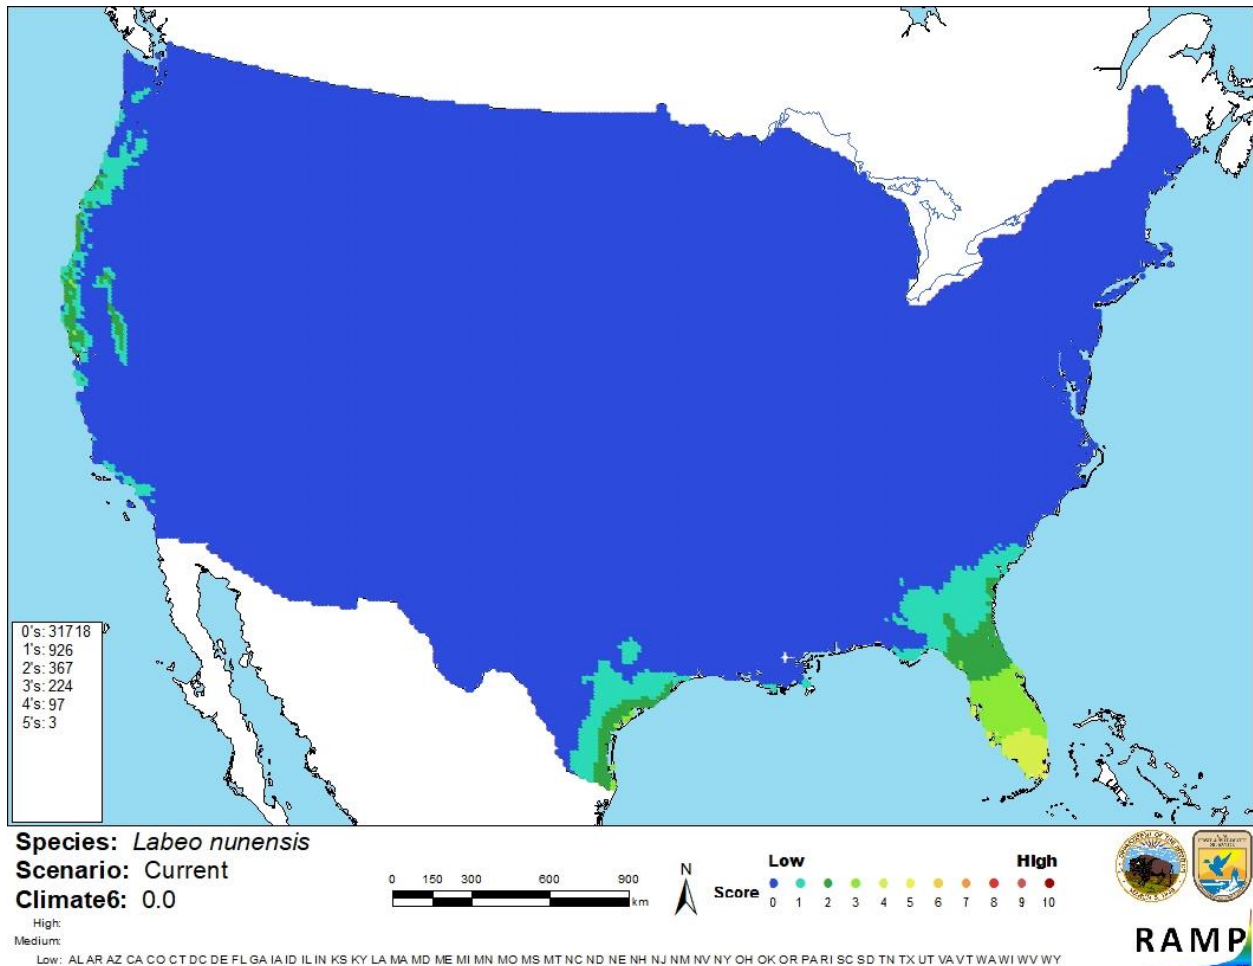 0's: 31718
1's: 926
2's: 367
3's: 224
4's: 97
5's: 3
Species: Labeo nunensis
Scenario: Current
Climate6: 0.0
High:
Medium:
Low: AL AR AZ CA CO CT DC DE FL GA IA ID IL IN KS KY LA MA MD ME MI MN MO MS MT NC ND NE NH NJ NM NV NY OH OK OR PA RI SC SD TN TX UT VA VT WA WI WV WY
0 150 300 600 900
km
N
Low High
Score
0 1 2 3 4 5 6 7 8 9 10
RAMP